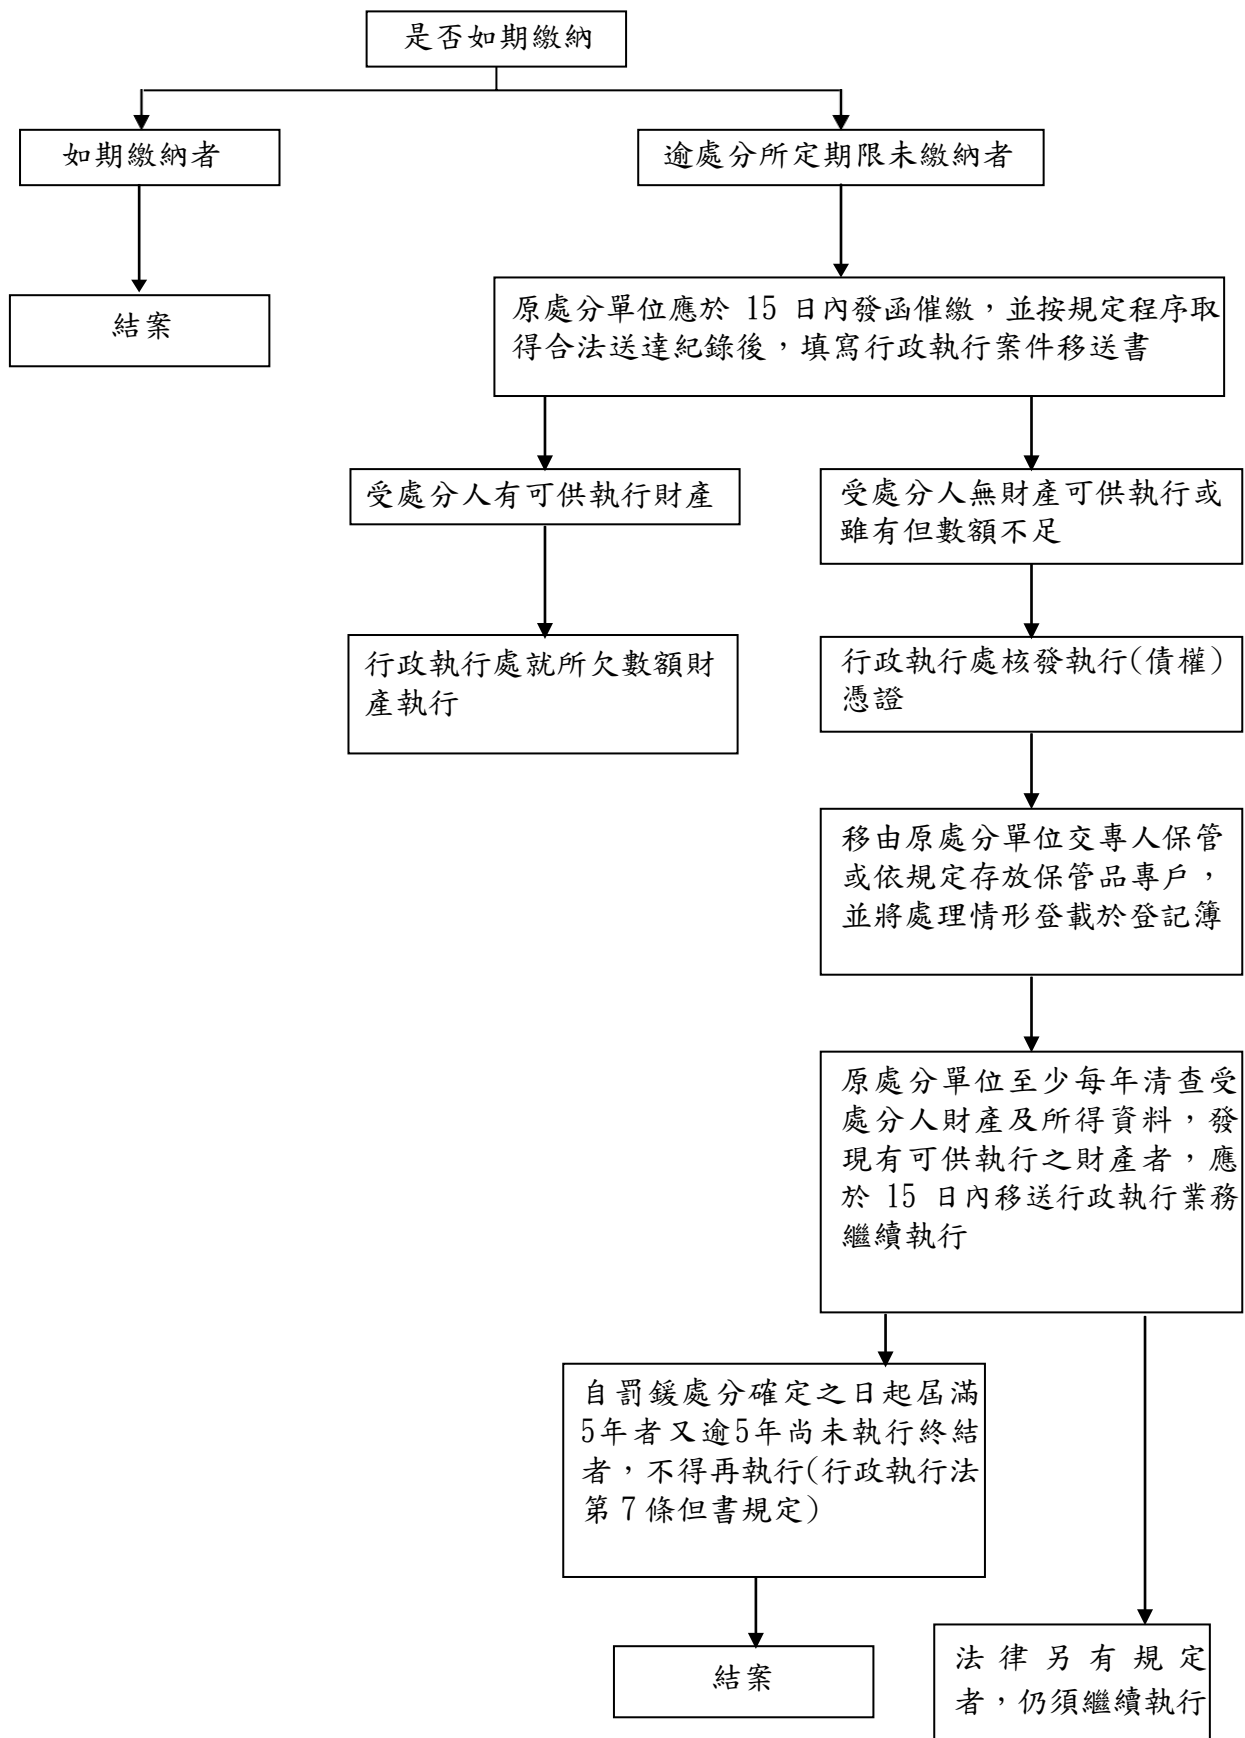 是否如期繳納
如期繳納者
逾處分所定期限未繳納者
結案
原處分單位應於 15 日內發函催繳，並按規定程序取
得合法送達紀錄後，填寫行政執行案件移送書
受處分人有可供執行財產
受處分人無財產可供執行或
雖有但數額不足
行政執行處就所欠數額財
產執行
行政執行處核發執行(債權)
憑證
移由原處分單位交專人保管
或依規定存放保管品專戶，
並將處理情形登載於登記簿
原處分單位至少每年清查受
處分人財產及所得資料，發
現有可供執行之財產者，應
於 15 日內移送行政執行業務
繼續執行
自罰鍰處分確定之日起屆滿
5年者又逾5年尚未執行終結
者，不得再執行(行政執行法
第 7 條但書規定)
結案
法律另有規定
者，仍須繼續執行